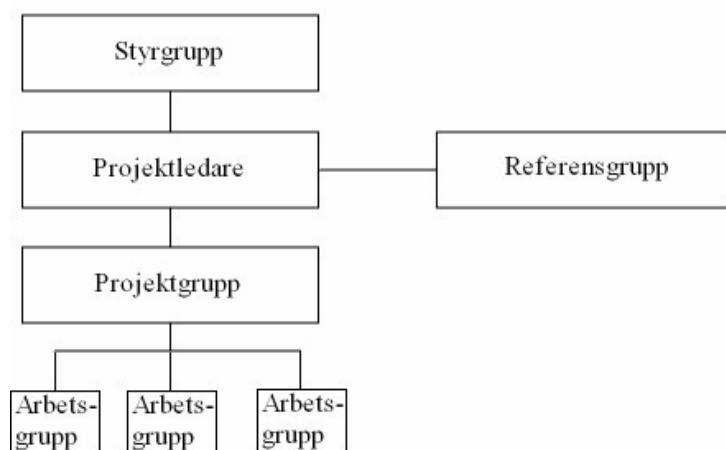 Styrgrupp
Projektledare
Referensgrupp
Projektgrupp
Arbets-
grupp
Arbets-
grupp
Arbets-
grupp